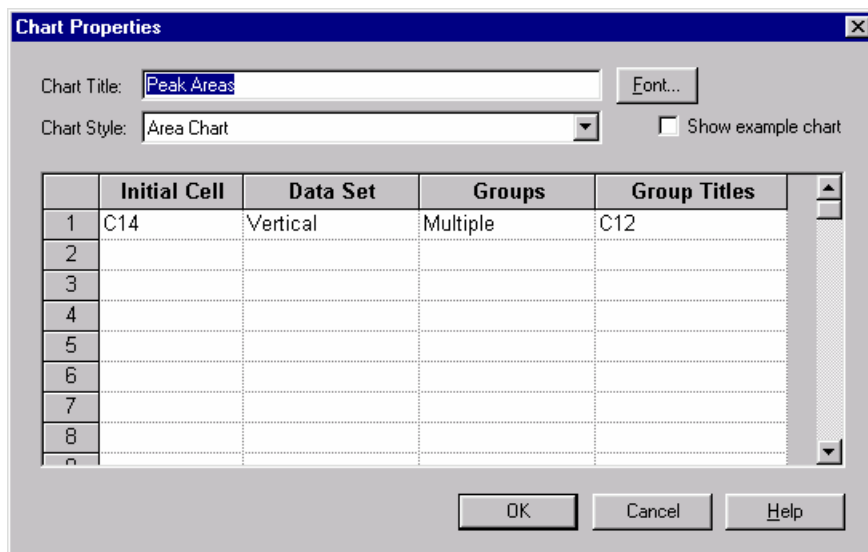 Chart Properties
Chart Title: Peak Areas Font...
Chart Style: Area Chart Show example chart
Initial Cell Data Set Groups Group Titles
1 C14 Vertical Multiple C12
2
3
4
5
6
7
8
OK Cancel Help